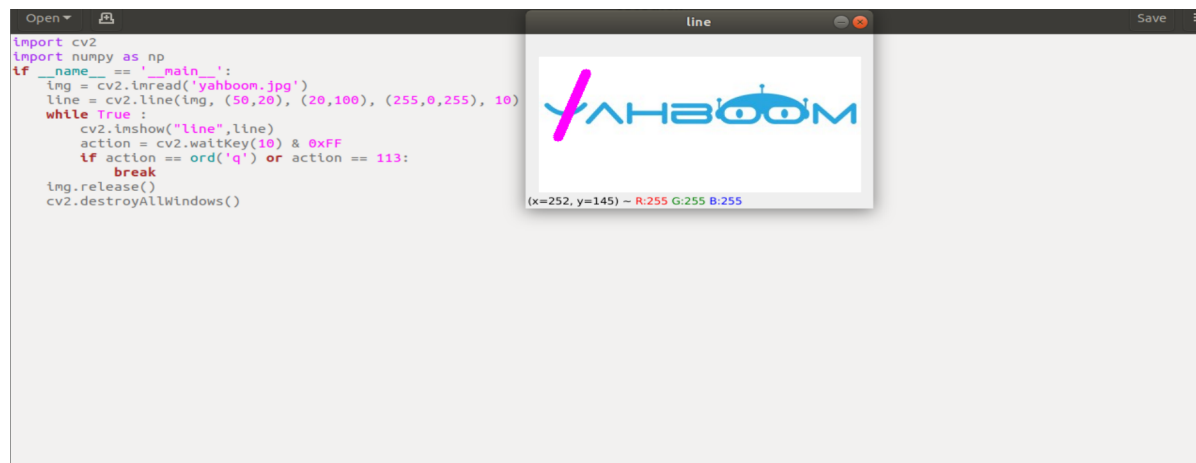 Open
line
Save
import cv2
import numpy as np
if __name__ == '__main__':
    img = cv2.imread('yahboom.jpg')
    line = cv2.line(img, (50,20), (20,100), (255,0,255), 10)
    while True :
        cv2.imshow("line",line)
        action = cv2.waitKey(10) & 0xFF
        if action == ord('q') or action == 113:
            break
    img.release()
    cv2.destroyAllWindows()
YAHBOOM
(x=252, y=145) ~ R:255 G:255 B:255